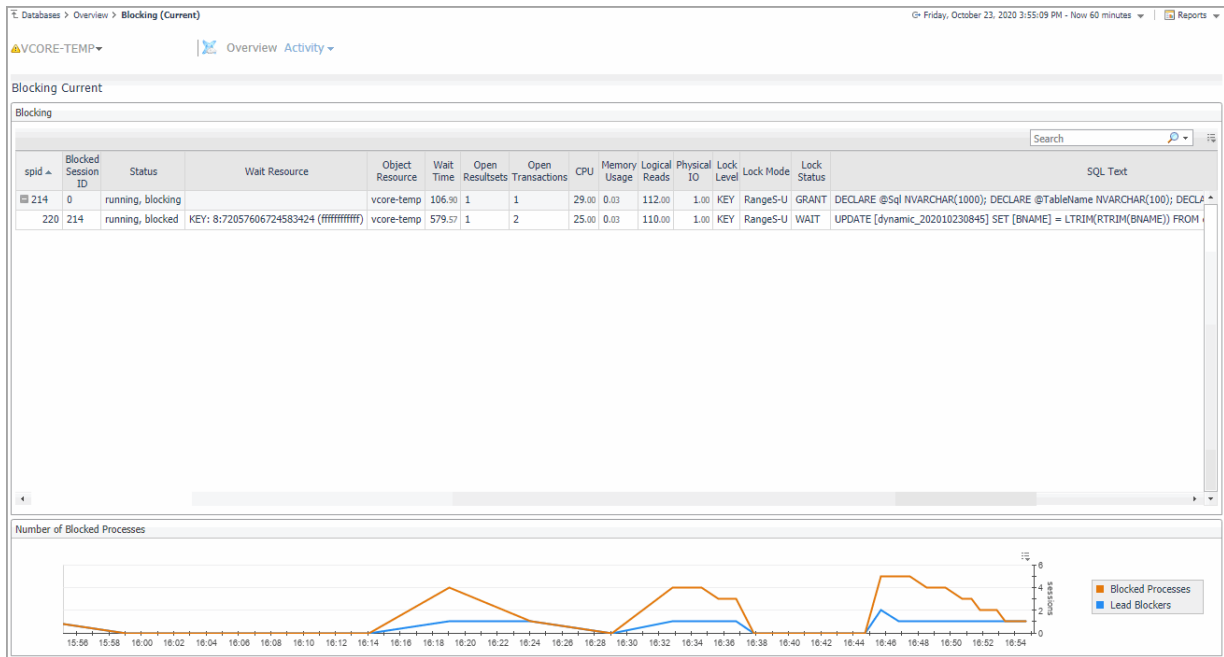 Databases > Overview > Blocking (Current)
Friday, October 23, 2020 3:55:09 PM - Now 60 minutes
Reports
VCORE-TEMP
Overview Activity
Blocking Current
Blocking
Search
spid Blocked Session ID Status Wait Resource Object Resource Wait Time Open Resultsets Open Transactions CPU Memory Usage Logical Reads Physical IO Lock Level Lock Mode Lock Status SQL Text
214 0 running, blocking vcore-temp 106.90 1 1 29.00 0.03 112.00 1.00 KEY RangeS-U GRANT DECLARE @Sql NVARCHAR(1000); DECLARE @TableName NVARCHAR(100); DECLA
220 214 running, blocked KEY: 8:72057606724583424 (ffffffffffff) vcore-temp 579.57 1 2 25.00 0.03 110.00 1.00 KEY RangeS-U WAIT UPDATE [dynamic_202010230845] SET [BNAME] = LTRIM(RTRIM(BNAME)) FROM
Number of Blocked Processes
6
4
2
0
sessions
Blocked Processes
Lead Blockers
15:56 15:58 16:00 16:02 16:04 16:06 16:08 16:10 16:12 16:14 16:16 16:18 16:20 16:22 16:24 16:26 16:28 16:30 16:32 16:34 16:36 16:38 16:40 16:42 16:44 16:46 16:48 16:50 16:52 16:54